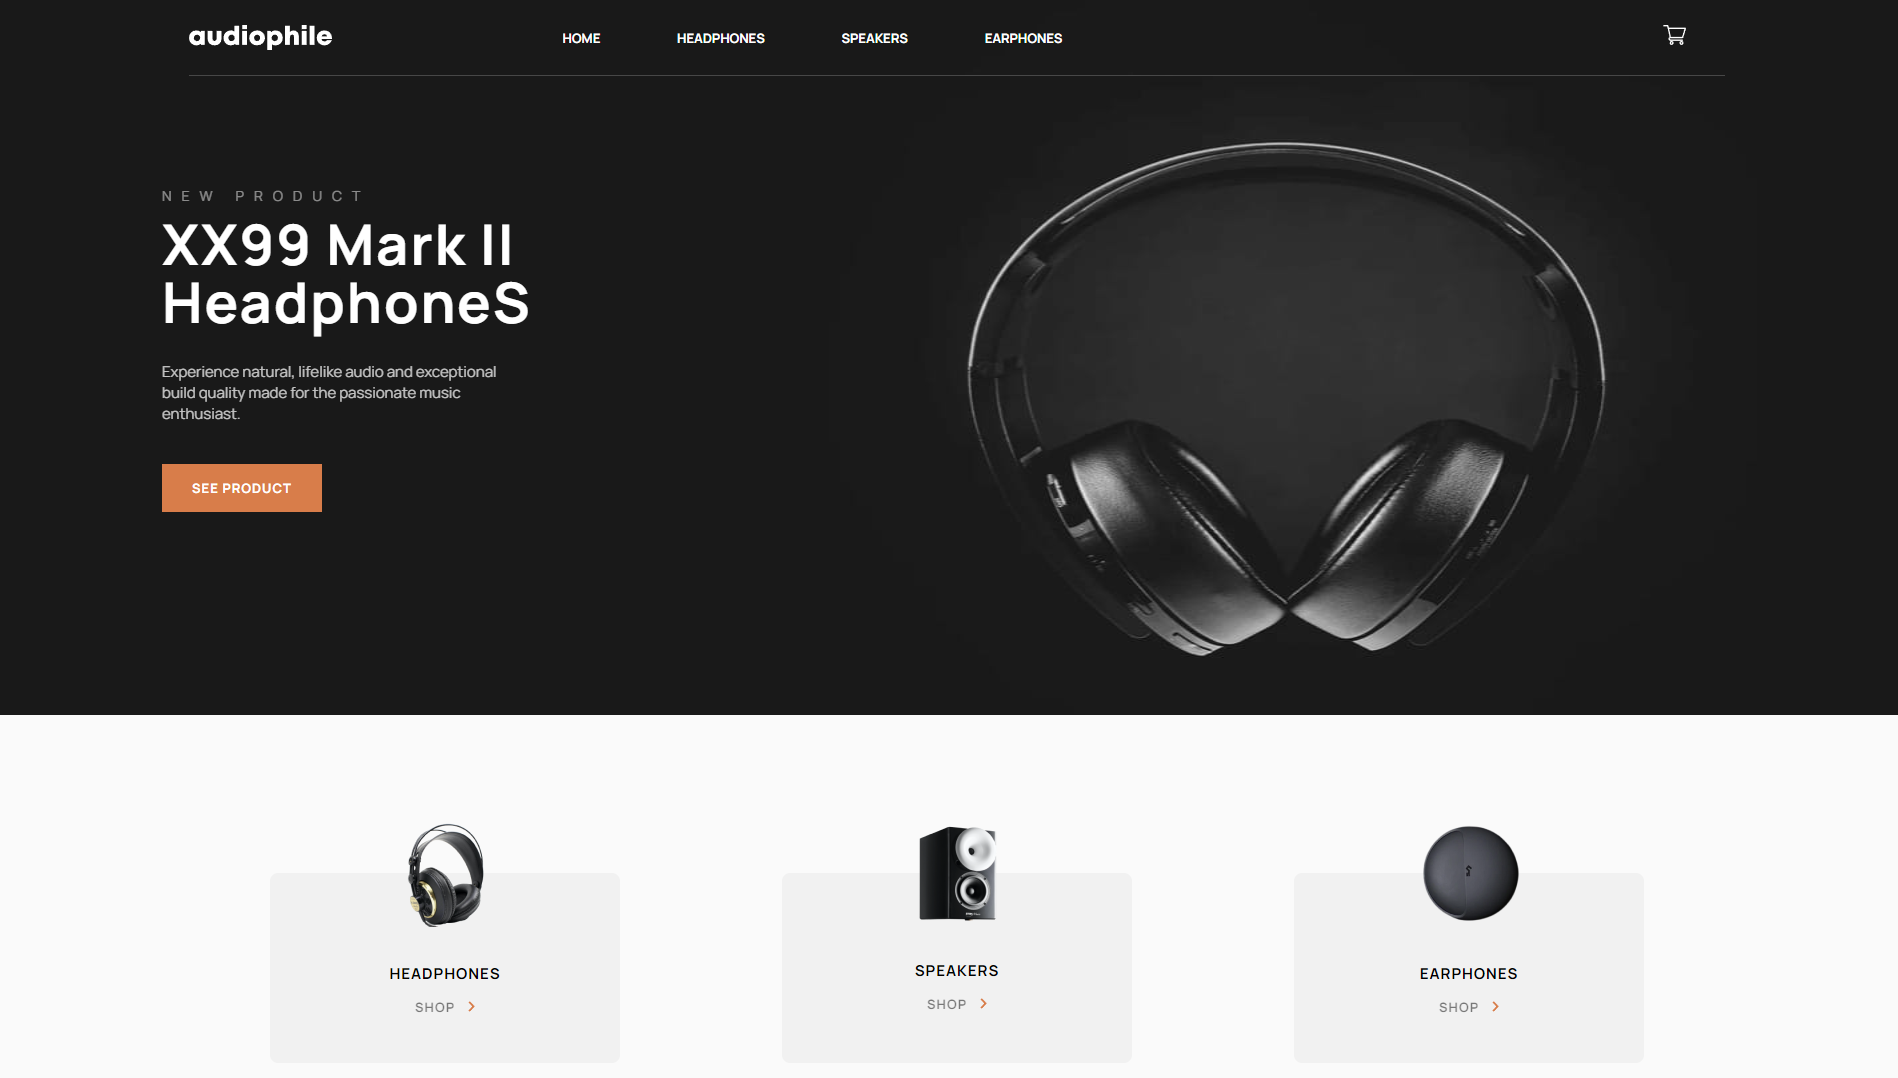 audiophile
HOME HEADPHONES SPEAKERS EARPHONES
NEW PRODUCT
XX99 Mark II
HeadphoneS
Experience natural, lifelike audio and exceptional
build quality made for the passionate music
enthusiast.
SEE PRODUCT
HEADPHONES
SHOP
SPEAKERS
SHOP
EARPHONES
SHOP